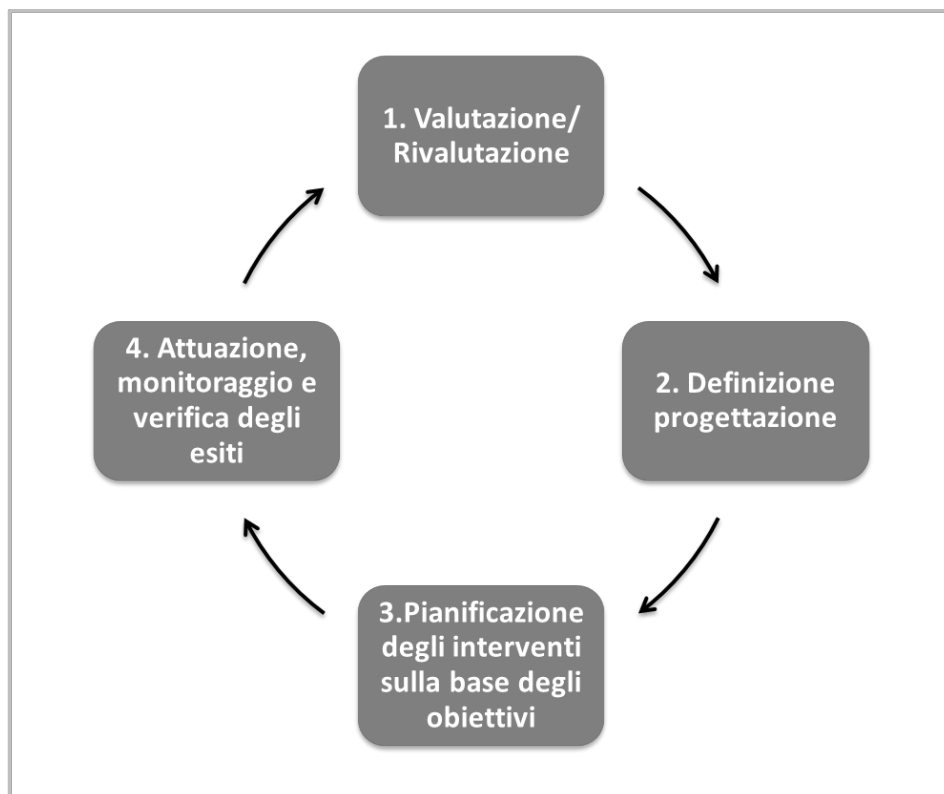 1. Valutazione/
Rivalutazione
2. Definizione
progettazione
3.Pianificazione
degli interventi
sulla base degli
obiettivi
4. Attuazione,
monitoraggio e
verifica degli
esiti